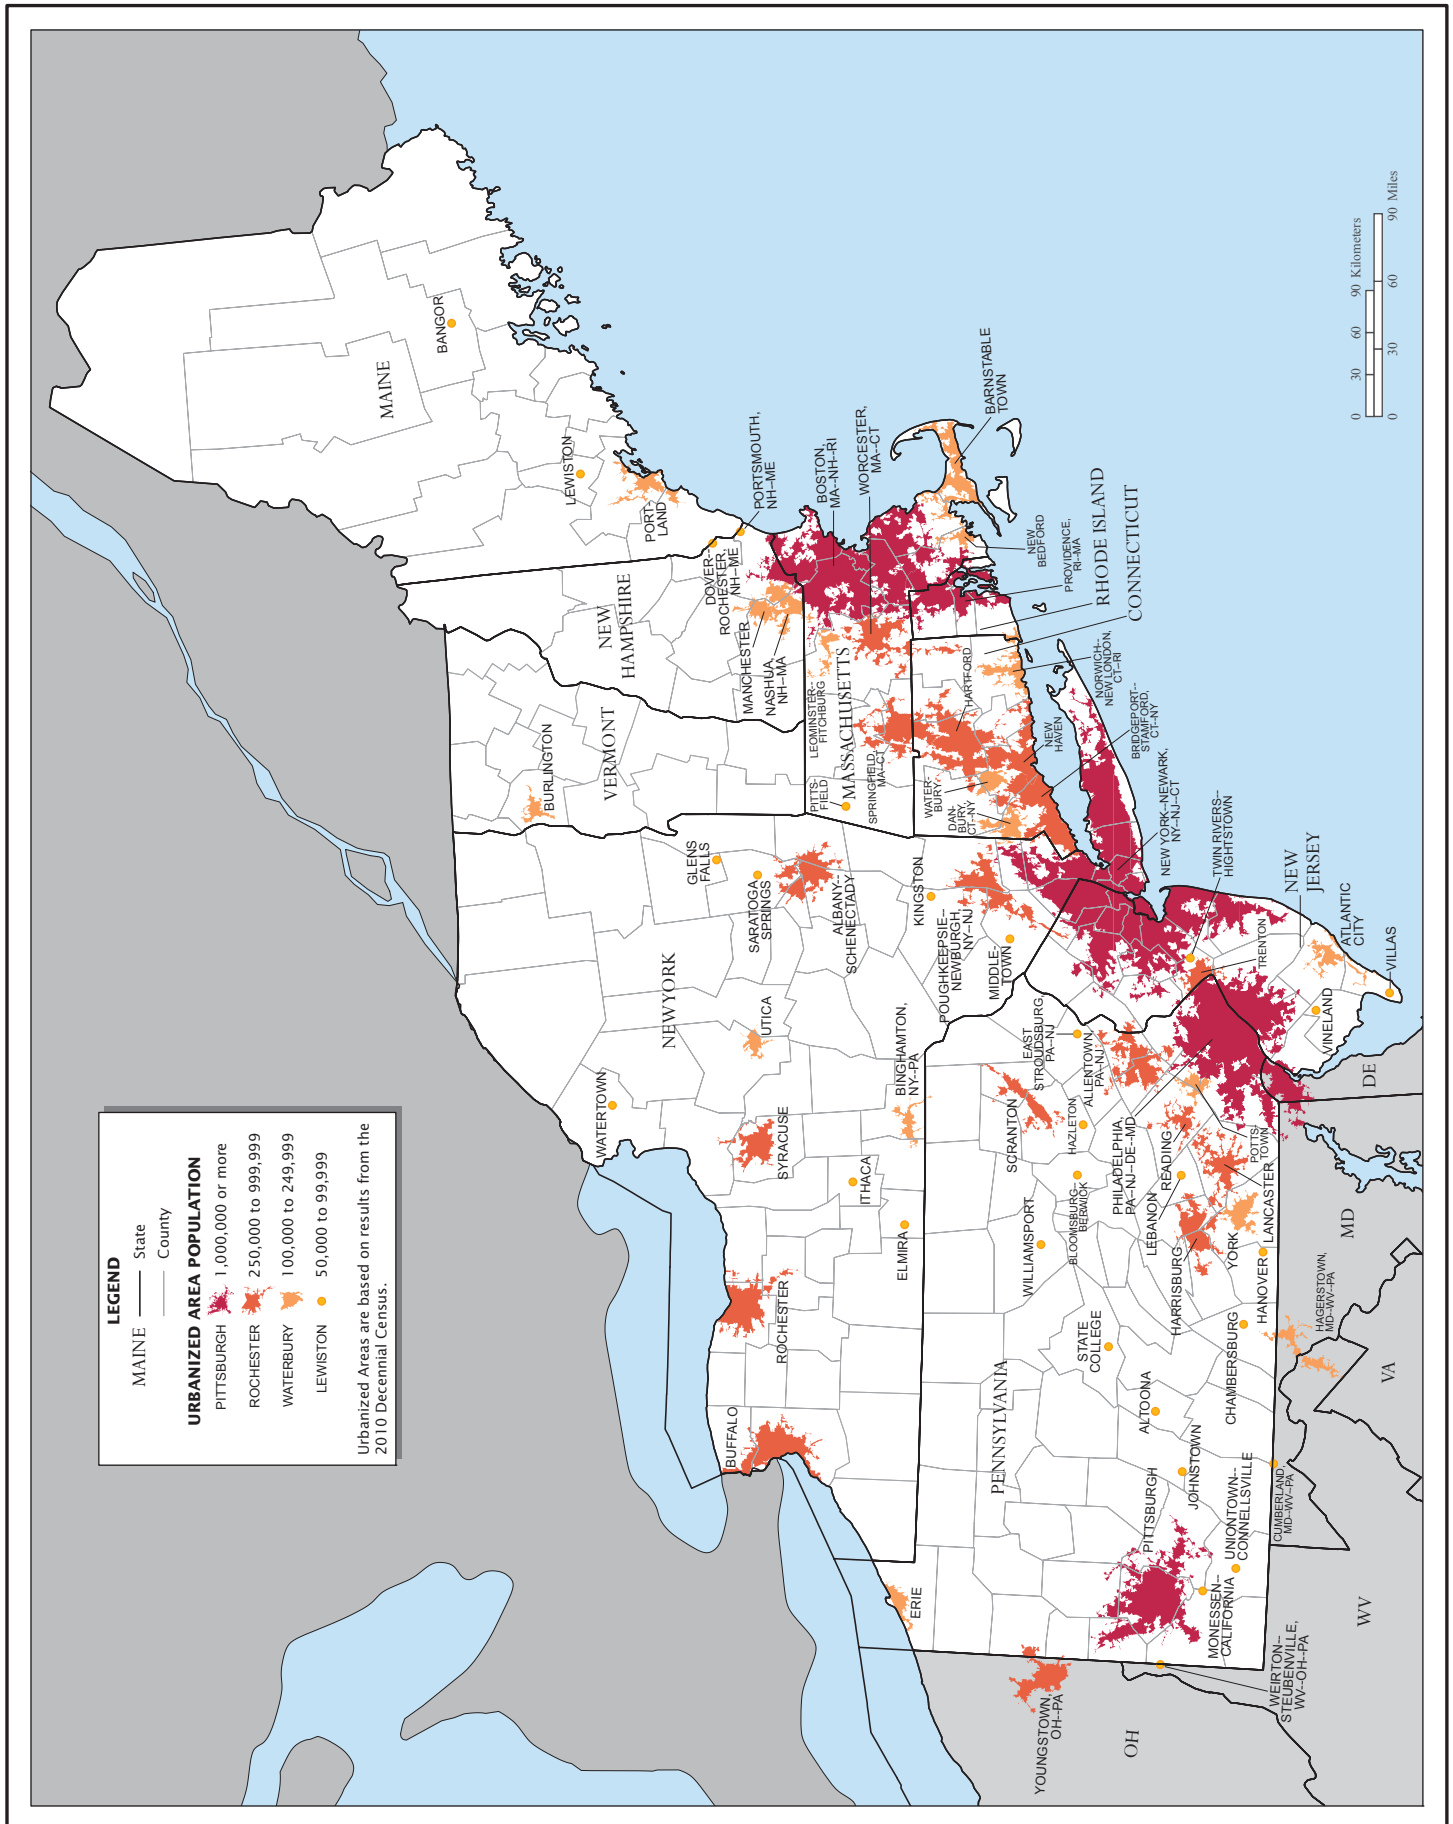 LEGEND
MAINE
State
County
URBANIZED AREA POPULATION
PITTSBURGH
1,000,000 or more
ROCHESTER
250,000 to 999,999
WATERBURY
100,000 to 249,999
LEWISTON
50,000 to 99,999
Urbanized Areas are based on results from the
2010 Decennial Census.
MAINE
BANGOR
LEWISTON
PORT-
LAND
PORTSMOUTH,
NH--ME
DOVER--
ROCHESTER,
NH--ME
NEW
HAMPSHIRE
MANCHESTER
NASHUA,
NH--MA
BURLINGTON
VERMONT
BOSTON,
MA--NH--RI
WORCESTER,
MA--CT
LEOMINSTER--
FITCHBURG
MASSACHUSETTS
PITTS-
FIELD
SPRINGFIELD,
MA--CT
BARNSTABLE
TOWN
NEW
BEDFORD
PROVIDENCE,
RI--MA
RHODE ISLAND
CONNECTICUT
HARTFORD
WATER-
BURY
DAN-
BURY,
CT--NY
NEW
HAVEN
NORWICH--
NEW LONDON,
CT--RI
BRIDGEPORT--
STAMFORD,
CT--NY
NEW YORK--NEWARK,
NY--NJ--CT
TWIN RIVERS--
HIGHTSTOWN
NEW
JERSEY
TRENTON
ATLANTIC
CITY
VILLAS
VINELAND
DE
NEW YORK
WATERTOWN
GLENS
FALLS
SARATOGA
SPRINGS
ALBANY--
SCHENECTADY
UTICA
SYRACUSE
ROCHESTER
BUFFALO
ITHACA
ELMIRA
BINGHAMTON,
NY--PA
KINGSTON
POUGHKEEPSIE--
NEWBURGH,
NY--NJ
MIDDLE-
TOWN
PENNSYLVANIA
EAST
STROUDSBURG,
PA--NJ
SCRANTON
HAZLETON
ALLENTOWN,
PA--NJ
PHILADELPHIA,
PA--NJ--DE--MD
WILLIAMSPORT
BLOOMSBURG--
BERWICK
READING
POTTS-
TOWN
LEBANON
LANCASTER
HARRISBURG
YORK
HANOVER
STATE
COLLEGE
ALTOONA
CHAMBERSBURG
JOHNSTOWN
PITTSBURGH
UNIONTOWN--
CONNELLSVILLE
MONESSEN--
CALIFORNIA
ERIE
YOUNGSTOWN,
OH--PA
WEIRTON--
STEUBENVILLE,
WV--OH--PA
CUMBERLAND,
MD--WV--PA
HAGERSTOWN,
MD--WV--PA
MD
VA
WV
OH
0 30 60 90 Kilometers
0 30 60 90 Miles